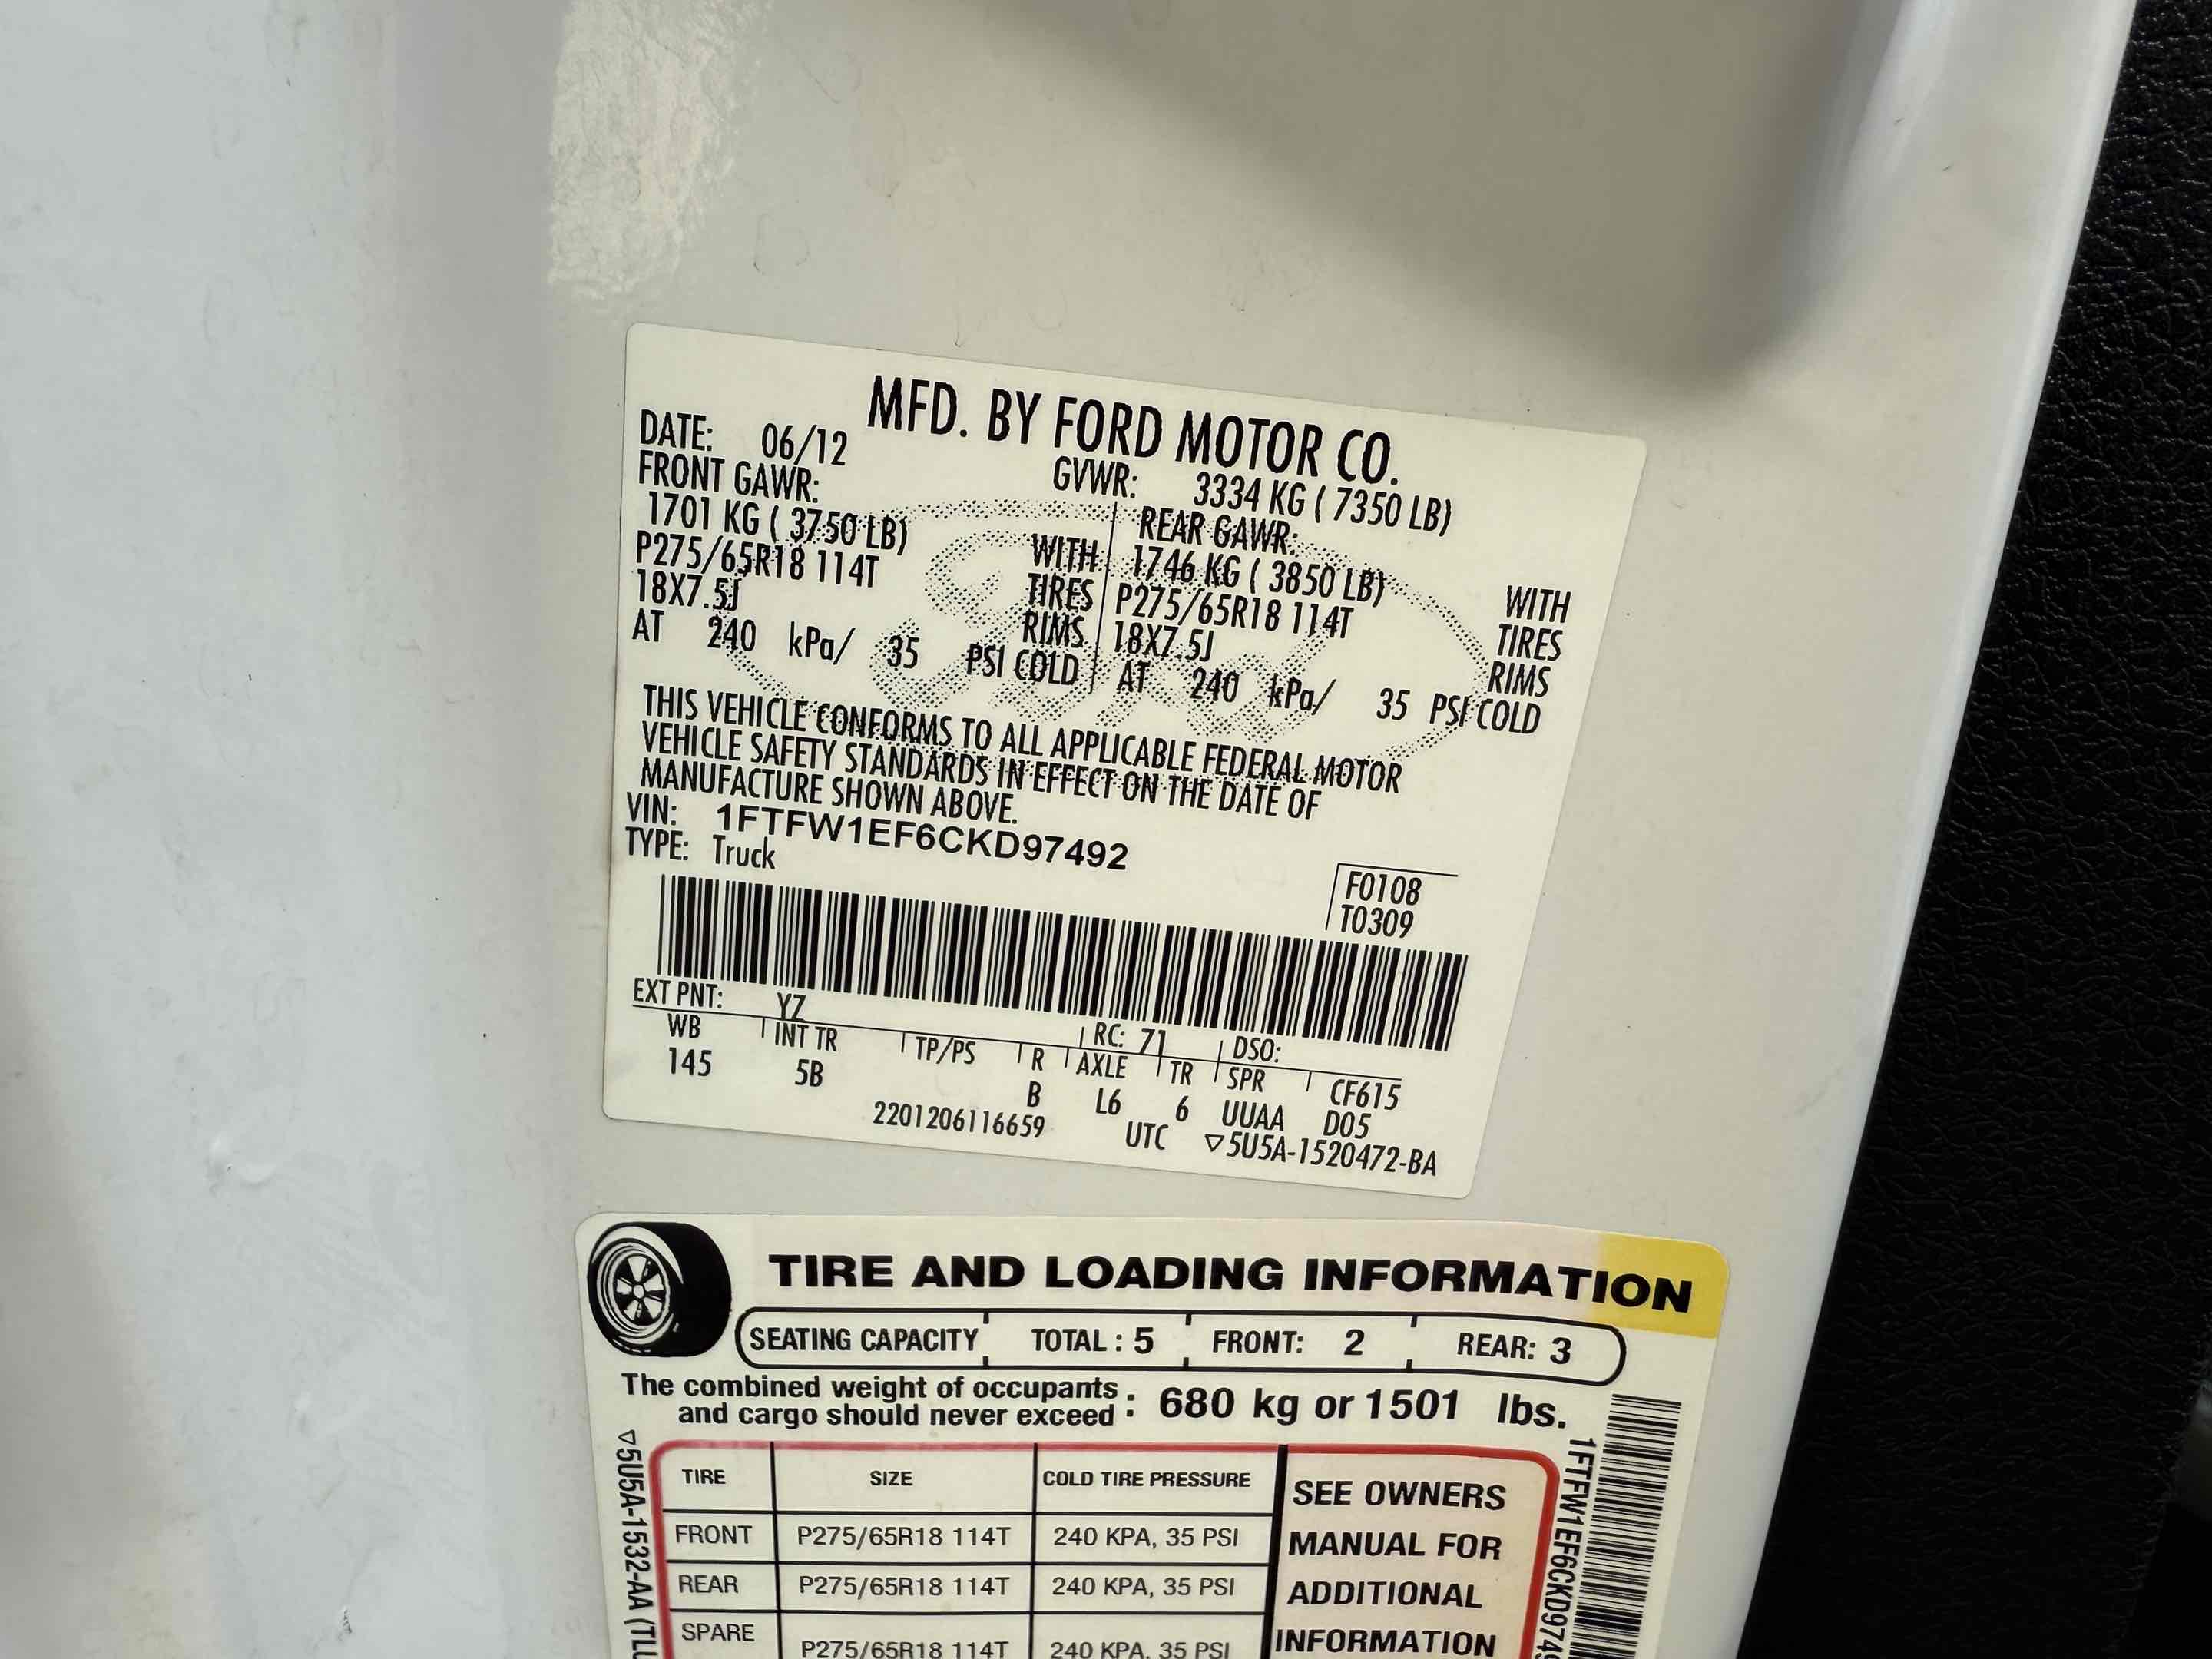 MFD. BY FORD MOTOR CO.
DATE: 06/12 GVWR: 3334 KG ( 7350 LB)
FRONT GAWR: REAR GAWR:
1701 KG ( 3750 LB) WITH 1746 KG ( 3850 LB) WITH
P275/65R18 114T TIRES P275/65R18 114T TIRES
18X7.5J RIMS 18X7.5J RIMS
AT 240 kPa/ 35 PSI COLD AT 240 kPa/ 35 PSI COLD
THIS VEHICLE CONFORMS TO ALL APPLICABLE FEDERAL MOTOR
VEHICLE SAFETY STANDARDS IN EFFECT ON THE DATE OF
MANUFACTURE SHOWN ABOVE.
VIN: 1FTFW1EF6CKD97492
TYPE: Truck
F0108
T0309
EXT PNT: YZ RC: 71 DSO:
WB INT TR TP/PS R AXLE TR SPR CF615
145 5B B L6 6 UUAA D05
2201206116659 UTC ▽5U5A-1520472-BA
TIRE AND LOADING INFORMATION
SEATING CAPACITY TOTAL : 5 FRONT: 2 REAR: 3
The combined weight of occupants
and cargo should never exceed : 680 kg or 1501 lbs.
TIRE SIZE COLD TIRE PRESSURE
FRONT P275/65R18 114T 240 KPA, 35 PSI
REAR P275/65R18 114T 240 KPA, 35 PSI
SPARE P275/65R18 114T 240 KPA, 35 PSI
SEE OWNERS
MANUAL FOR
ADDITIONAL
INFORMATION
▽5U5A-1532-AA
1FTFW1EF6CKD9749